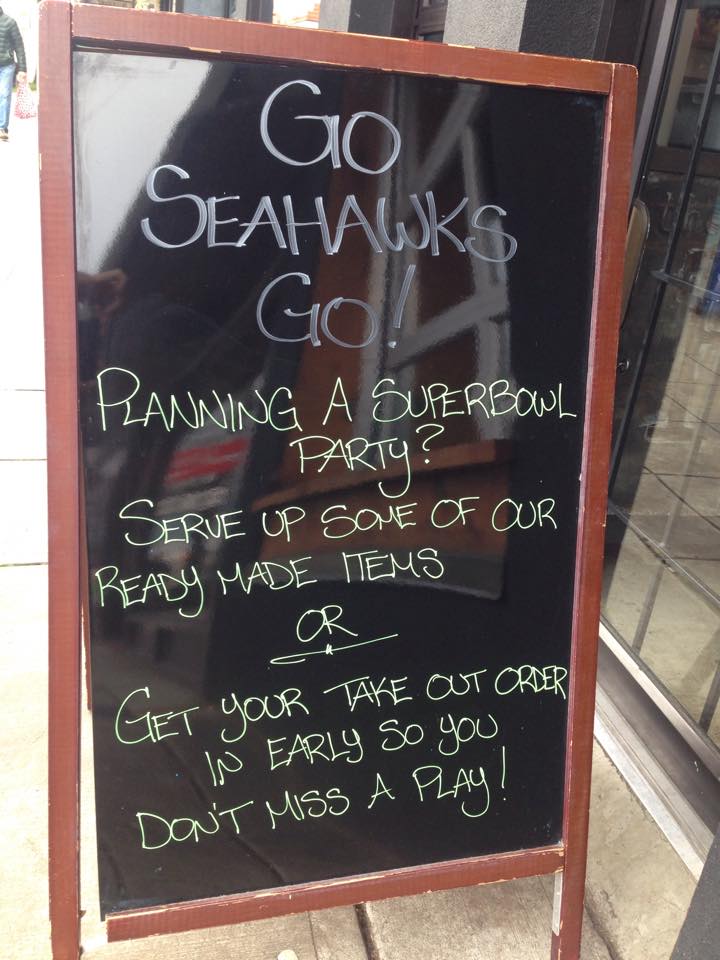 GO
SEAHAWKS
GO!
PLANNING A SUPERBOWL
PARTY?
SERVE UP SOME OF OUR
READY MADE ITEMS
OR
GET YOUR TAKE OUT ORDER
IN EARLY SO YOU
DON'T MISS A PLAY!